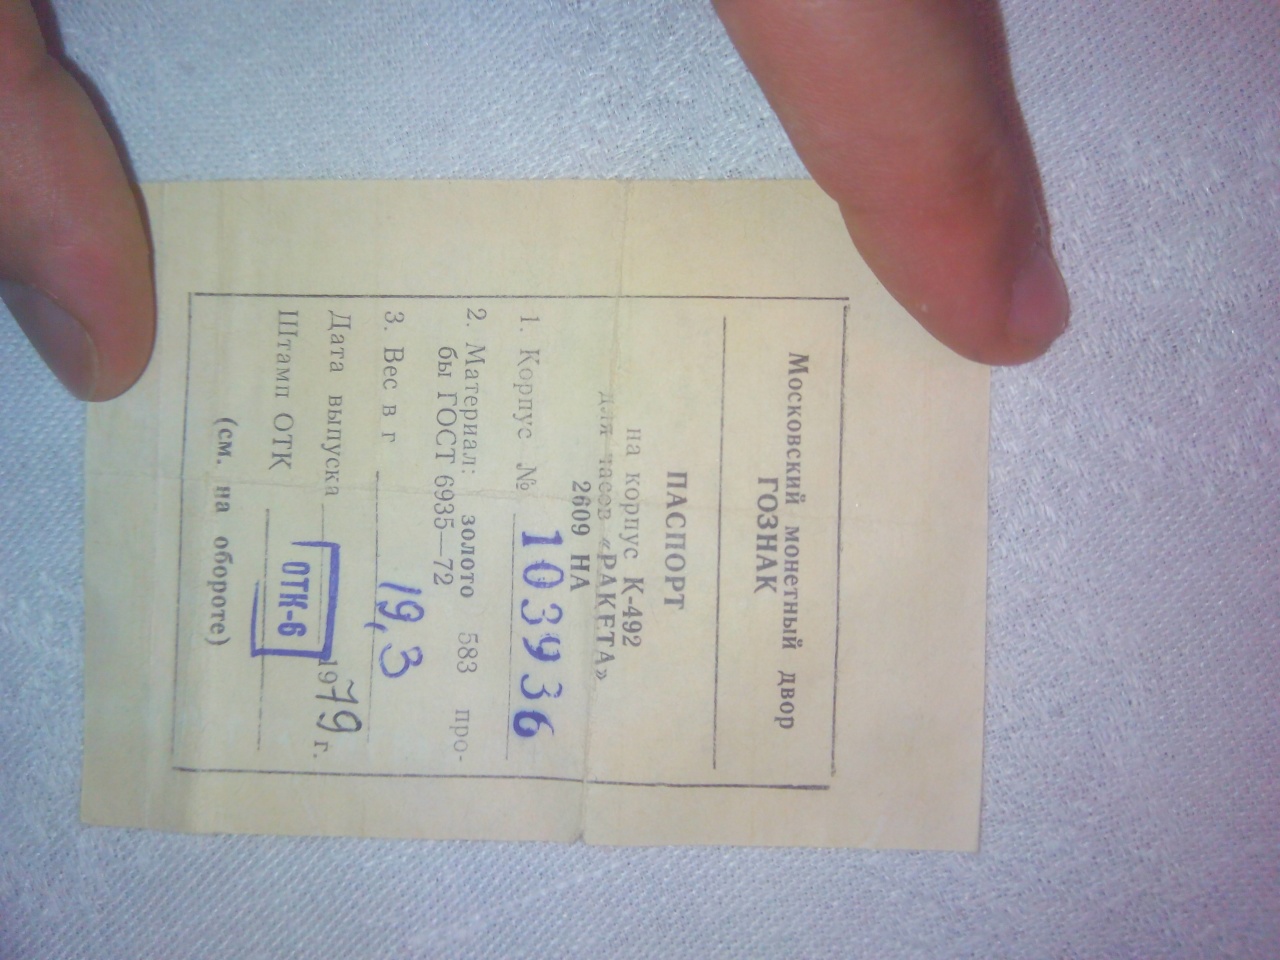 Московский монетный двор
ГОЗНАК
ПАСПОРТ
на корпус К-492
для часов «РАКЕТА»
2609 НА
1. Корпус № 103936
2. Материал: золото 583 про-
бы ГОСТ 6935—72
3. Вес в г 19,3
Дата выпуска 1979 г.
Штамп ОТК ОТК-6
(см. на обороте)